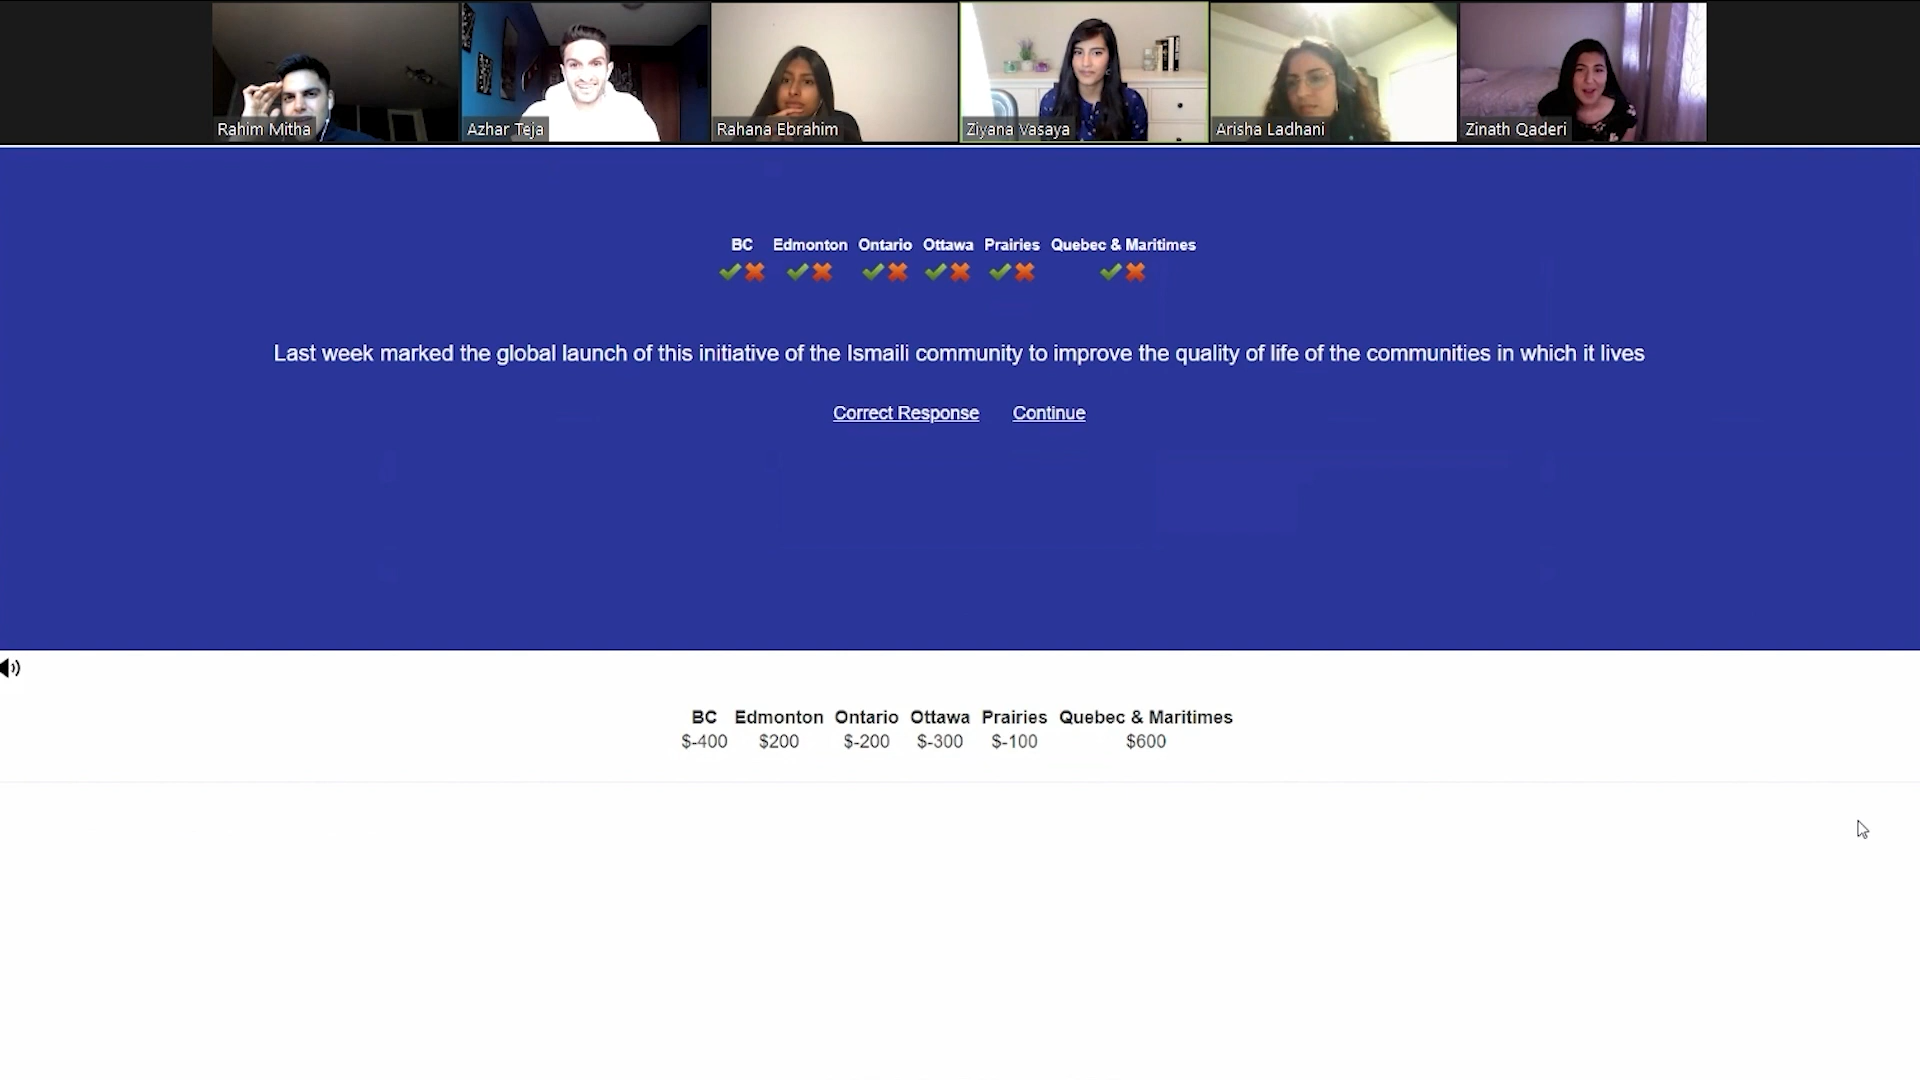 Rahim Mitha
Azhar Teja
Rahana Ebrahim
Ziyana Vasaya
Arisha Ladhani
Zinath Qaderi
BC Edmonton Ontario Ottawa Prairies Quebec & Maritimes
Last week marked the global launch of this initiative of the Ismaili community to improve the quality of life of the communities in which it lives
Correct Response Continue
BC Edmonton Ontario Ottawa Prairies Quebec & Maritimes
$-400 $200 $-200 $-300 $-100 $600